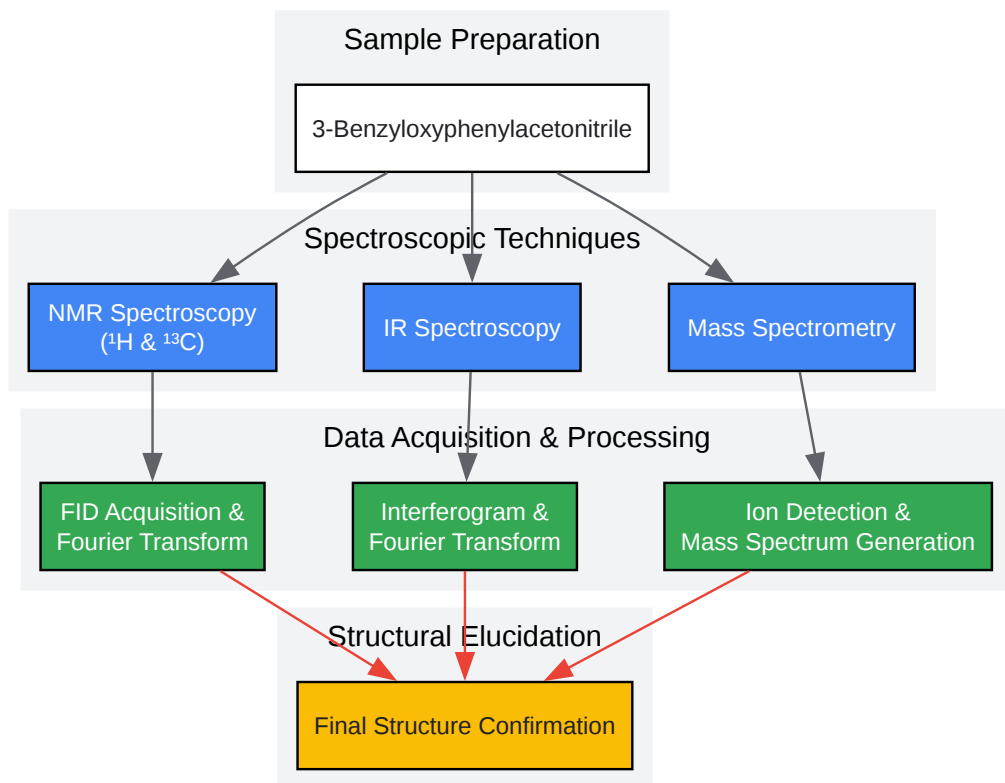 Sample Preparation
3-Benzyloxyphenylacetonitrile
Spectroscopic Techniques
NMR Spectroscopy
(¹H & ¹³C)
IR Spectroscopy
Mass Spectrometry
Data Acquisition & Processing
FID Acquisition &
Fourier Transform
Interferogram &
Fourier Transform
Ion Detection &
Mass Spectrum Generation
Structural Elucidation
Final Structure Confirmation